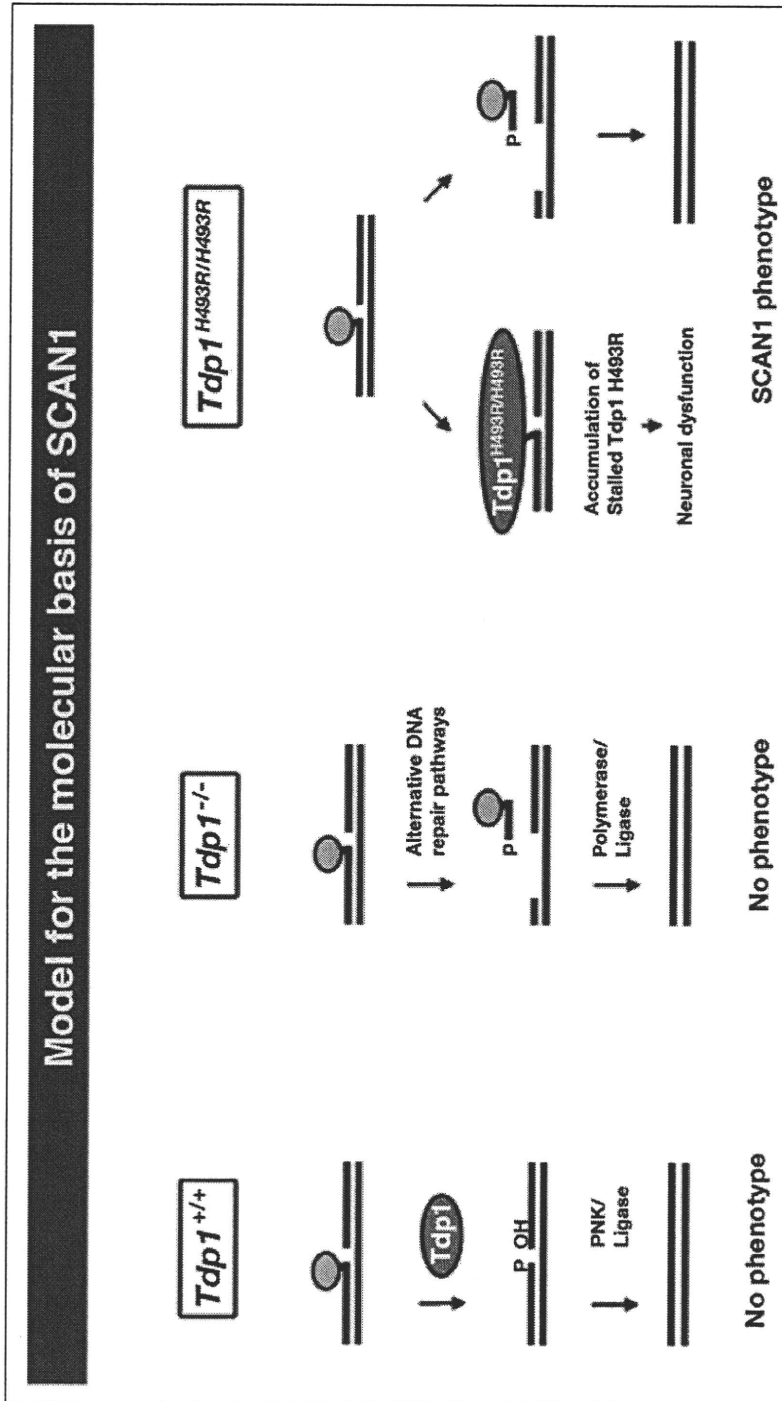 Model for the molecular basis of SCAN1
Tdp1+/+
Tdp1
P OH
PNK/
Ligase
No phenotype
Tdp1-/-
Alternative DNA
repair pathways
P
Polymerase/
Ligase
No phenotype
Tdp1H493R/H493R
Tdp1H493R/H493R
Accumulation of
Stalled Tdp1 H493R
Neuronal dysfunction
P
SCAN1 phenotype